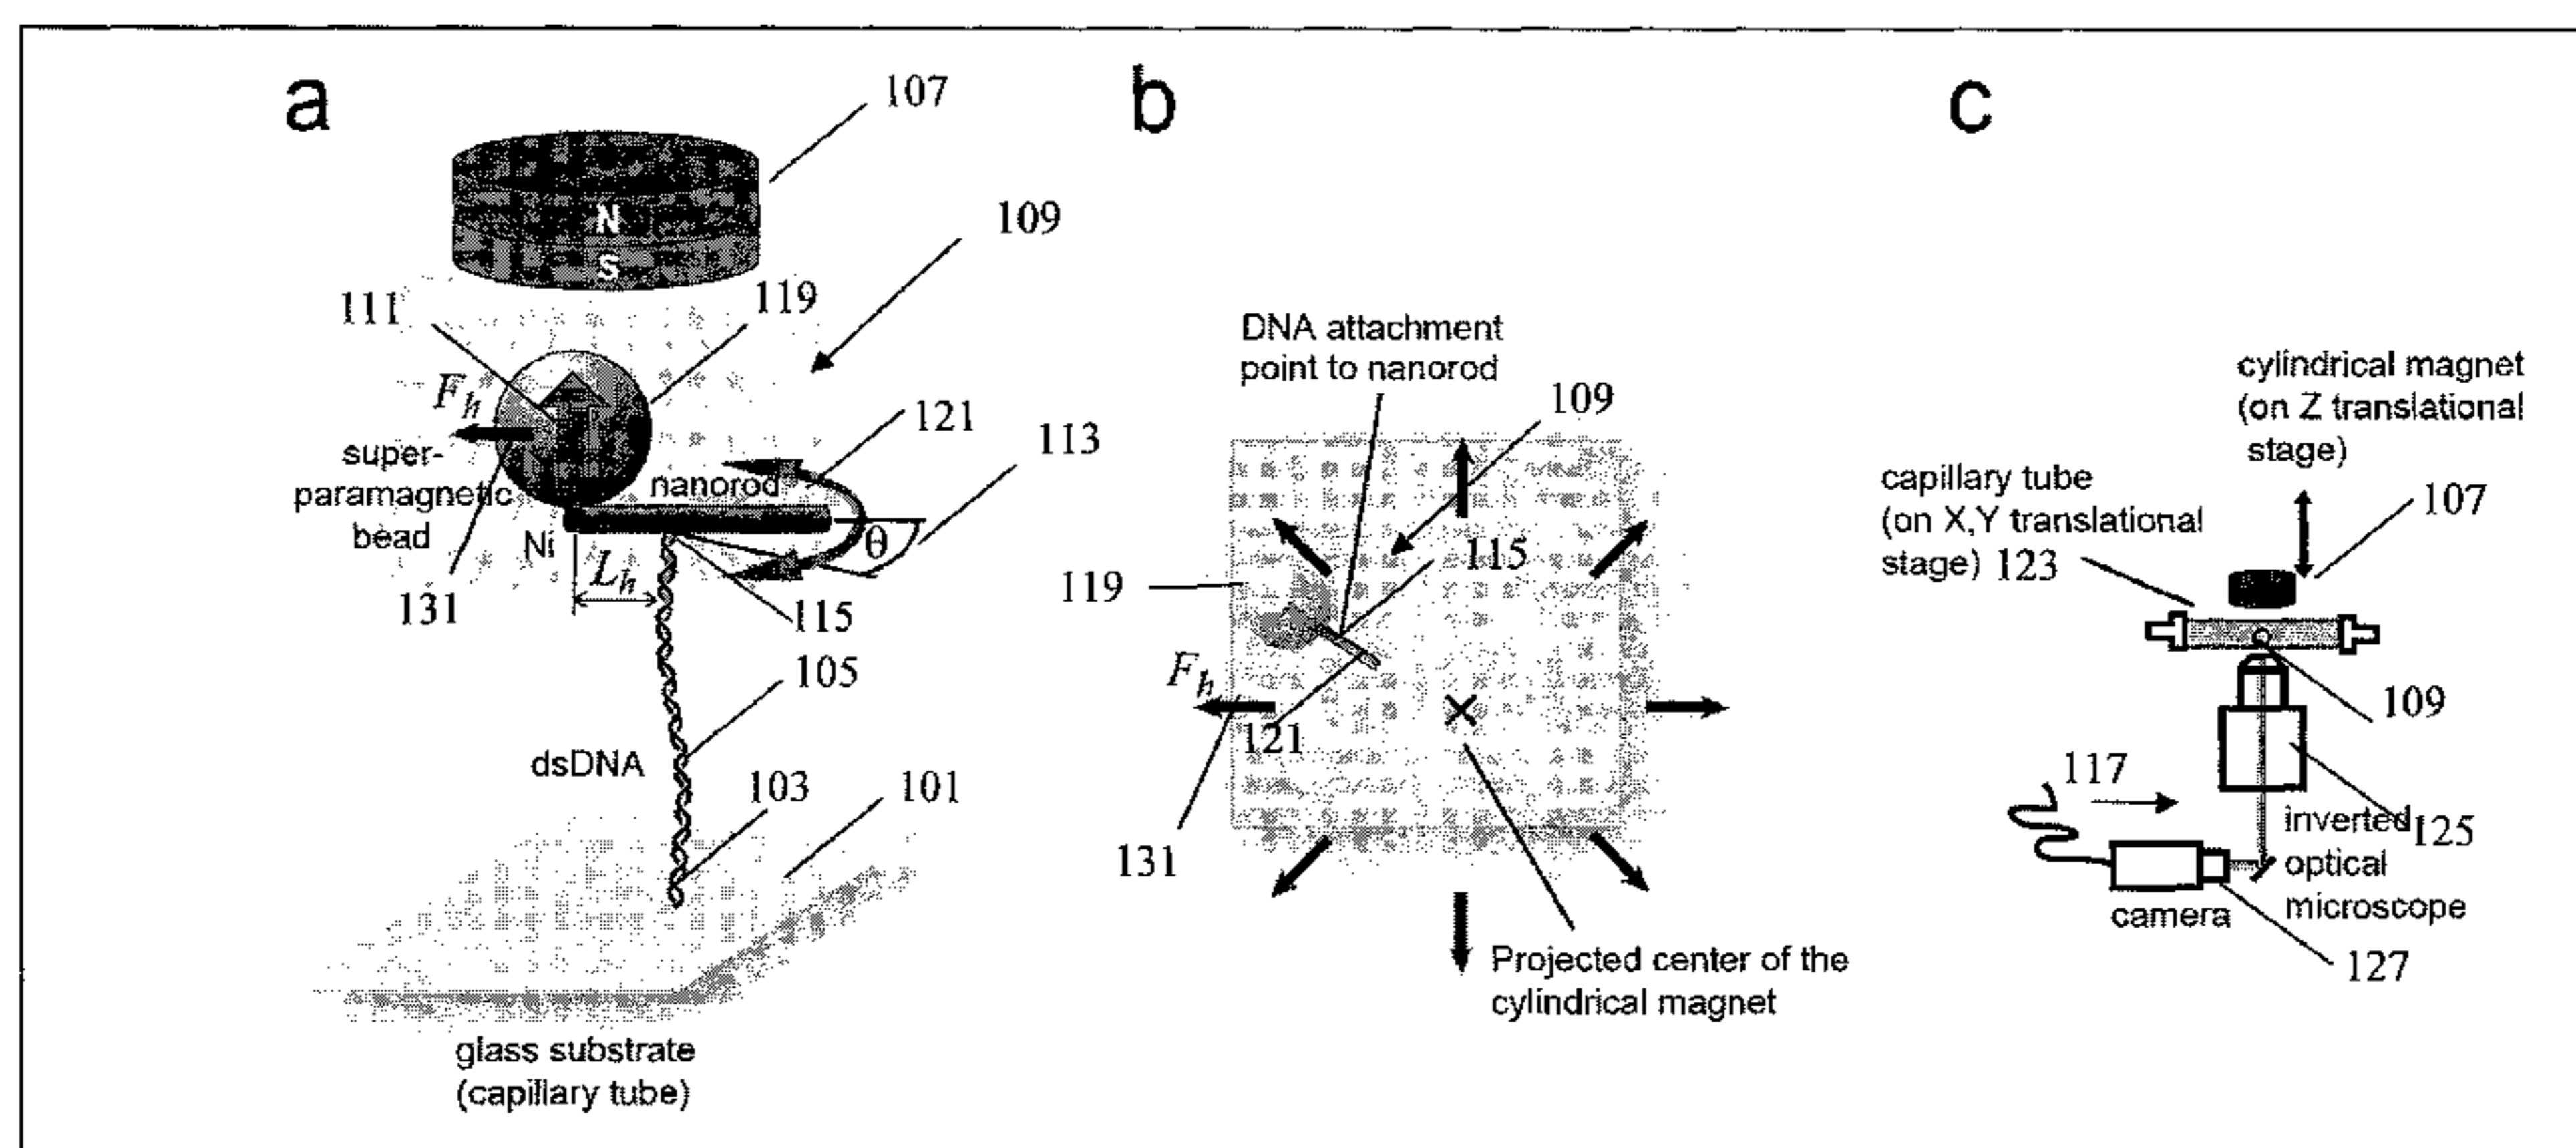 a
107
N
S
109
111
119
F_h
super-
paramagnetic
bead
nanorod
121
113
Ni
θ
L_h
131
115
105
dsDNA
103
101
glass substrate
(capillary tube)
b
DNA attachment
point to nanorod
109
115
119
F_h
121
131
Projected center of the
cylindrical magnet
c
cylindrical magnet
(on Z translational
stage)
capillary tube
(on X,Y translational
stage) 123
107
109
117
inverted
optical
microscope
125
camera
127